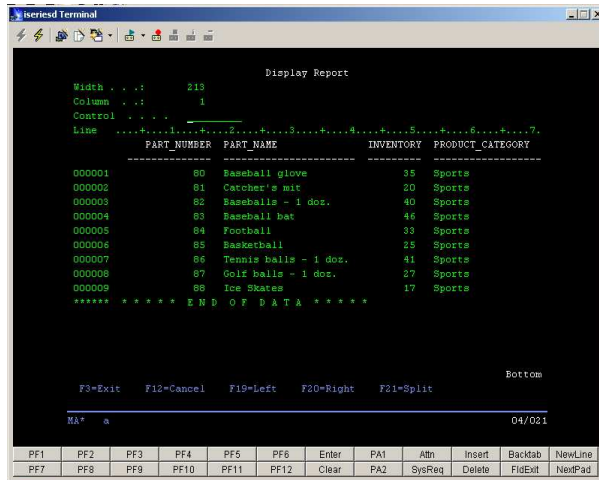 iseriesd Terminal
Display Report
Width . . .: 213
Column . .: 1
Control . . . .
Line ....+....1....+....2....+....3....+....4....+....5....+....6....+....7.
PART_NUMBER PART_NAME INVENTORY PRODUCT_CATEGORY
000001 80 Baseball glove 35 Sports
000002 81 Catcher's mit 20 Sports
000003 82 Baseballs - 1 doz. 40 Sports
000004 83 Baseball bat 46 Sports
000005 84 Football 33 Sports
000006 85 Basketball 25 Sports
000007 86 Tennis balls - 1 doz. 41 Sports
000008 87 Golf balls - 1 doz. 27 Sports
000009 88 Ice Skates 17 Sports
****** * * * * * E N D O F D A T A * * * * *
Bottom
F3=Exit F12=Cancel F19=Left F20=Right F21=Split
MA* a 04/021
PF1 PF2 PF3 PF4 PF5 PF6 Enter PA1 Attn Insert Backtab NewLine
PF7 PF8 PF9 PF10 PF11 PF12 Clear PA2 SysReq Delete FldExit NextPad